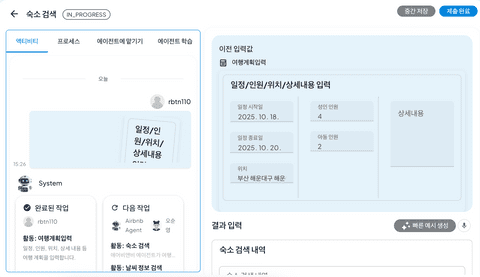 숙소 검색
IN_PROGRESS
중간 저장
제출 완료
액티비티
프로세스
에이전트에 맡기기
에이전트 학습
오늘
rbtn110
일정/인
원/위치/
상세내용
15:26
System
완료된 작업
rbtn110
활동: 여행계획입력
일정, 인원, 위치, 상세 내용 등
여행 계획을 입력합니다.
다음 작업
Airbnb
Agent
오순
영
활동: 숙소 검색
활동: 날씨 정보 검색
이전 입력값
여행계획입력
일정/인원/위치/상세내용 입력
일정 시작일
2025. 10. 18.
성인 인원
4
상세내용
일정 종료일
2025. 10. 20.
아동 인원
2
위치
부산 해운대구 해운
결과 입력
빠른 예시 생성
숙소 검색 내역